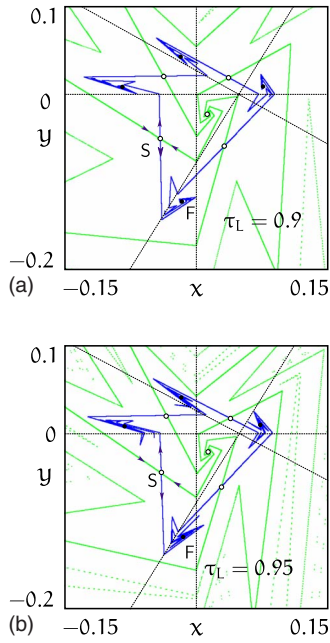 0.1
0
y
S
F
τL = 0.9
−0.2
(a) −0.15 x 0.15
0.1
0
y
S
F
τL = 0.95
−0.2
(b) −0.15 x 0.15